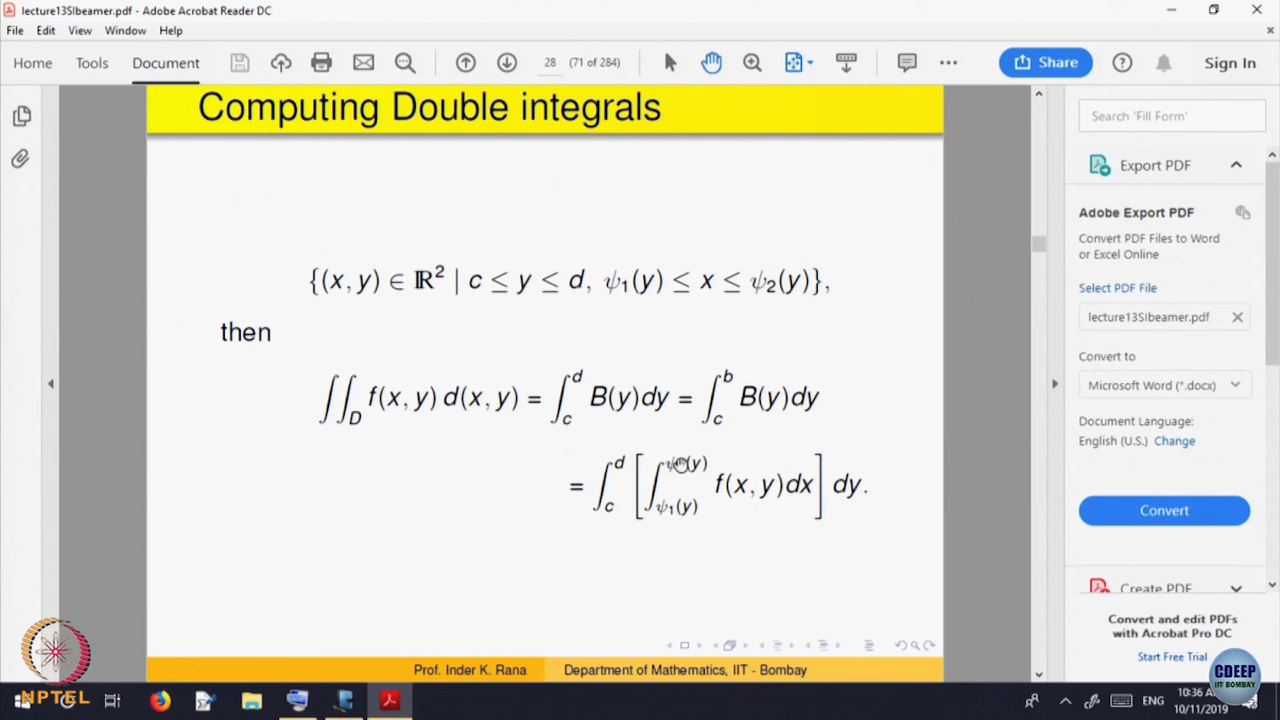 lecture13SIbeamer.pdf - Adobe Acrobat Reader DC
File Edit View Window Help
Home Tools Document 28 (71 of 284) Share Sign In
Computing Double integrals
{(x, y) ∈ ℝ² | c ≤ y ≤ d, ψ₁(y) ≤ x ≤ ψ₂(y)},
then
∬_D f(x, y) d(x, y) = ∫_c^d B(y)dy = ∫_c^b B(y)dy
= ∫_c^d [ ∫_{ψ₁(y)}^{ψ(y)} f(x, y)dx ] dy.
Prof. Inder K. Rana Department of Mathematics, IIT - Bombay
Search 'Fill Form'
Export PDF
Adobe Export PDF
Convert PDF Files to Word
or Excel Online
Select PDF File
lecture13SIbeamer.pdf
Convert to
Microsoft Word (*.docx)
Document Language:
English (U.S.) Change
Convert
Create PDF
Convert and edit PDFs
with Acrobat Pro DC
Start Free Trial
NPTEL
CDEEP
IIT BOMBAY
ENG
10:36
10/11/2019